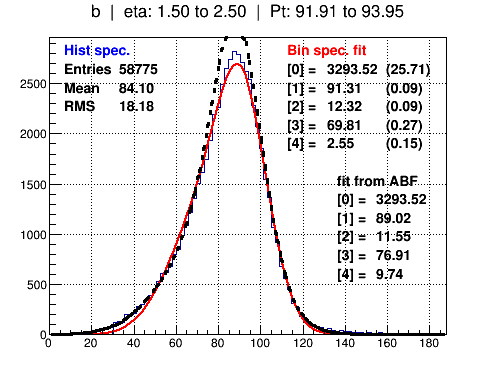 b | eta: 1.50 to 2.50 | Pt: 91.91 to 93.95
Hist spec.
Entries 58775
Mean 84.10
RMS 18.18
Bin spec. fit
[0] = 3293.52 (25.71)
[1] = 91.31 (0.09)
[2] = 12.32 (0.09)
[3] = 69.81 (0.27)
[4] = 2.55 (0.15)
fit from ABF
[0] = 3293.52
[1] = 89.02
[2] = 11.55
[3] = 76.91
[4] = 9.74
2500
2000
1500
1000
500
0
0 20 40 60 80 100 120 140 160 180